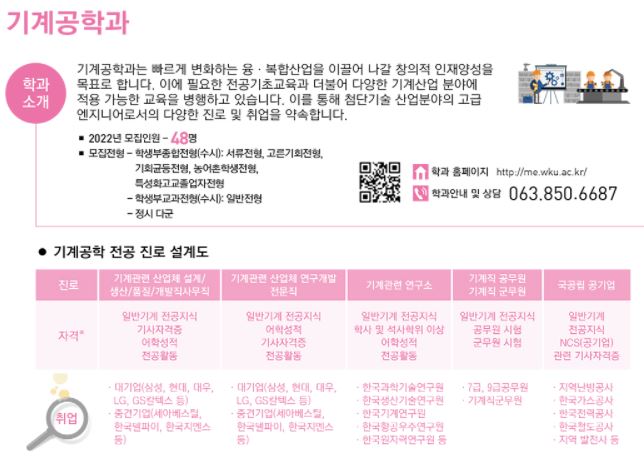 기계공학과
학과
소개
기계공학과는 빠르게 변화하는 융·복합산업을 이끌어 나갈 창의적 인재양성을
목표로 합니다. 이에 필요한 전공기초교육과 더불어 다양한 기계산업 분야에
적용 가능한 교육을 병행하고 있습니다. 이를 통해 첨단기술 산업분야의 고급
엔지니어로서의 다양한 진로 및 취업을 약속합니다.
■ 2022년 모집인원 – 48명
■ 모집전형 – 학생부종합전형(수시): 서류전형, 고른기회전형,
기회균등전형, 농어촌학생전형,
특성화고교졸업자전형
– 학생부교과전형(수시): 일반전형
– 정시 다군
학과 홈페이지 http://me.wku.ac.kr/
학과안내 및 상담 063.850.6687
● 기계공학 전공 진로 설계도
진로
기계관련 산업체 설계/
생산/품질/개발직사무직
기계관련 산업체 연구개발
전문직
기계관련 연구소
기계직 공무원
기계직 군무원
국공립 공기업
자격*
일반기계 전공지식
기사자격증
어학성적
전공활동
일반기계 전공지식
어학성적
기사자격증
전공활동
일반기계 전공지식
학사 및 석사학위 이상
어학성적
전공활동
일반기계 전공지식
공무원 시험
군무원 시험
일반기계
전공지식
NCS(공기업)
관련 기사자격증
취업
· 대기업(삼성, 현대, 대우,
LG, GS칼텍스 등)
· 중견기업(세아베스틸,
한국델파이, 한국지멘스
등)
· 대기업(삼성, 현대, 대우,
LG, GS칼텍스 등)
· 중견기업(세아베스틸,
한국델파이, 한국지멘스
등)
· 한국과학기술연구원
· 한국생산기술연구원
· 한국기계연구원
· 한국항공우주연구원
· 한국원자력연구원 등
· 7급, 9급공무원
· 기계직군무원
· 지역난방공사
· 한국가스공사
· 한국전력공사
· 한국철도공사
· 지역 발전사 등